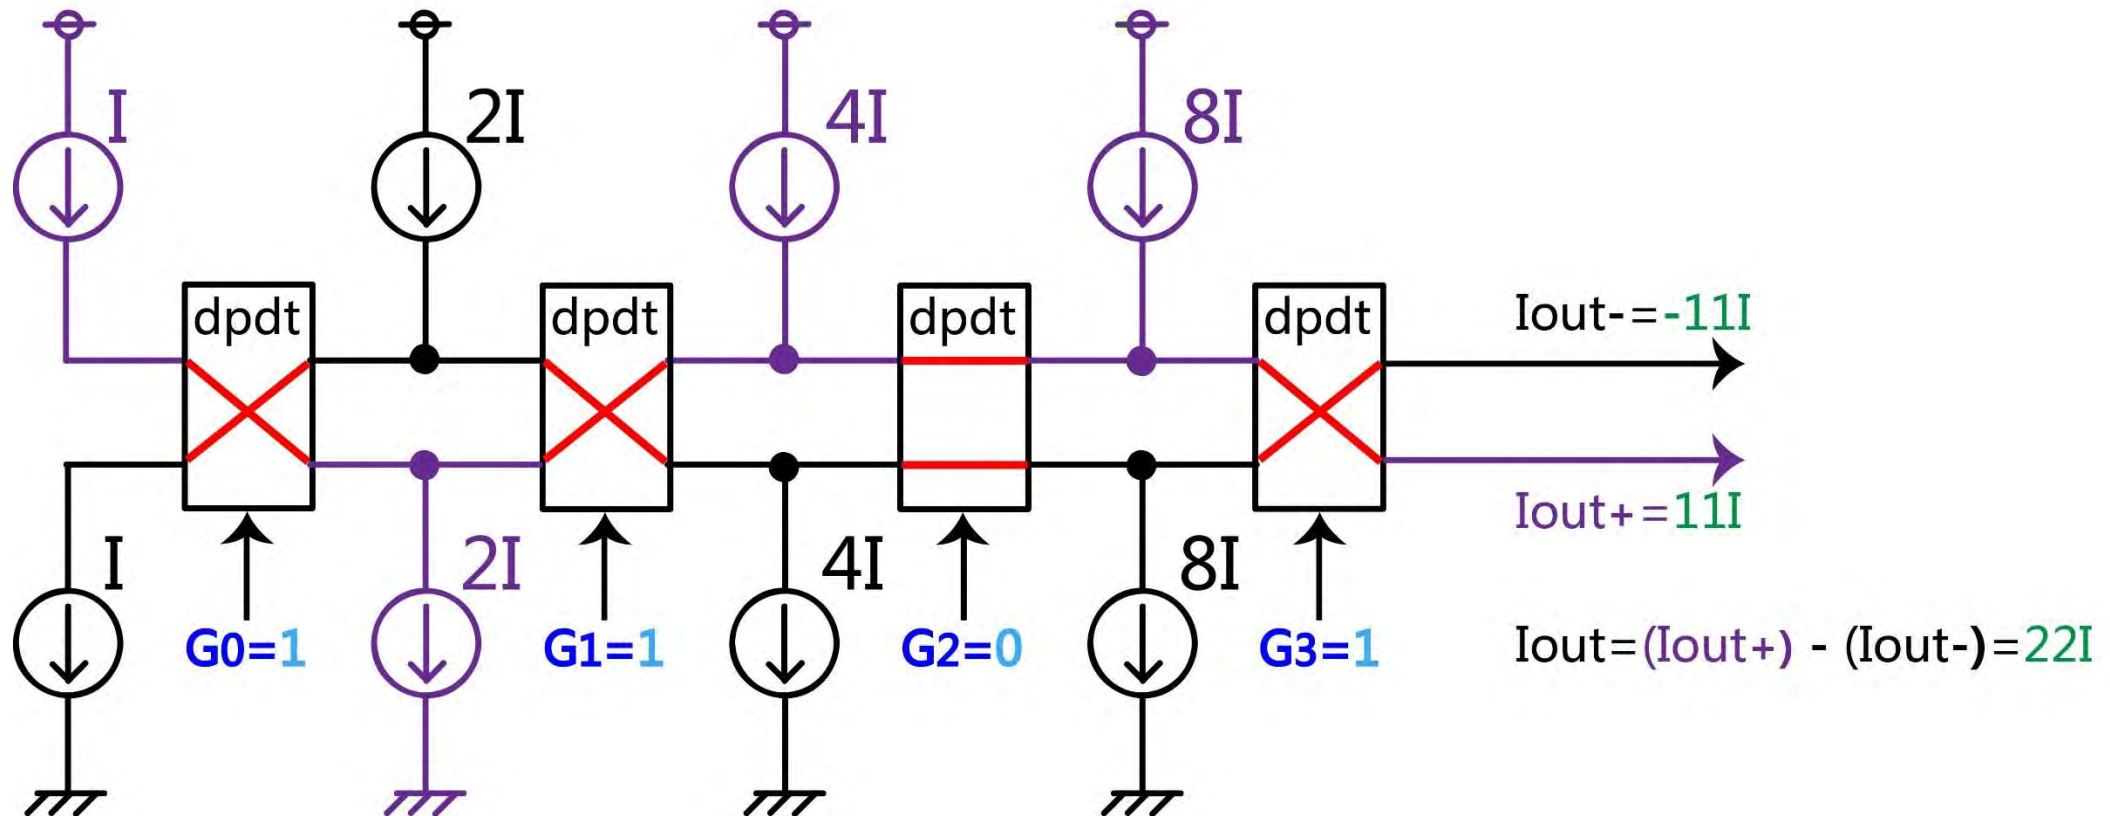 I
2I
4I
8I
dpdt
dpdt
dpdt
dpdt
Iout-=-11I
Iout+=11I
I
2I
4I
8I
G0=1
G1=1
G2=0
G3=1
Iout=(Iout+) - (Iout-)=22I